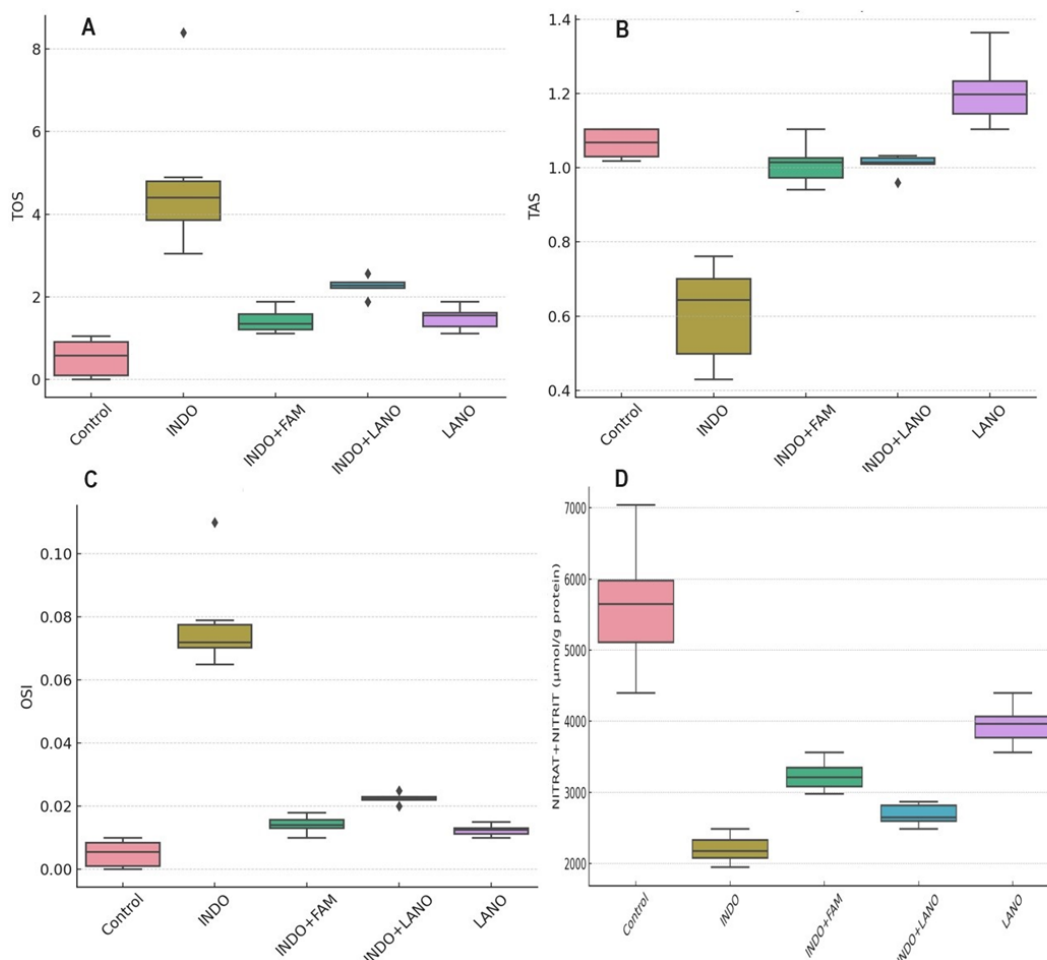 A
8
6
4
2
0
TOS
Control
INDO
INDO+FAM
INDO+LANO
LANO
B
1.4
1.2
1.0
0.8
0.6
0.4
TAS
Control
INDO
INDO+FAM
INDO+LANO
LANO
C
0.10
0.08
0.06
0.04
0.02
0.00
OSI
Control
INDO
INDO+FAM
INDO+LANO
LANO
D
7000
6000
5000
4000
3000
2000
NITRAT+NITRIT (µmol/g protein)
Control
INDO
INDO+FAM
INDO+LANO
LANO